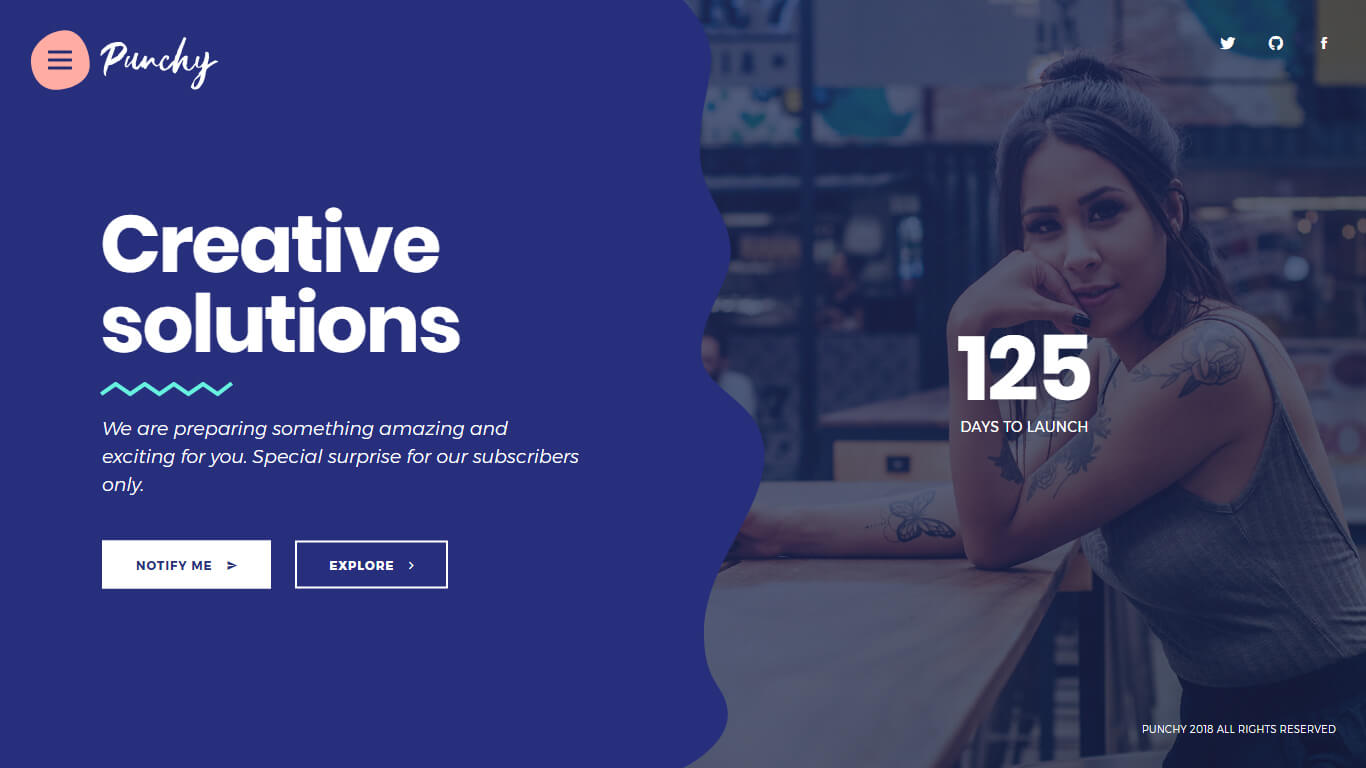 Punchy
Creative
solutions
We are preparing something amazing and
exciting for you. Special surprise for our subscribers
only.
NOTIFY ME
EXPLORE
125
DAYS TO LAUNCH
PUNCHY 2018 ALL RIGHTS RESERVED